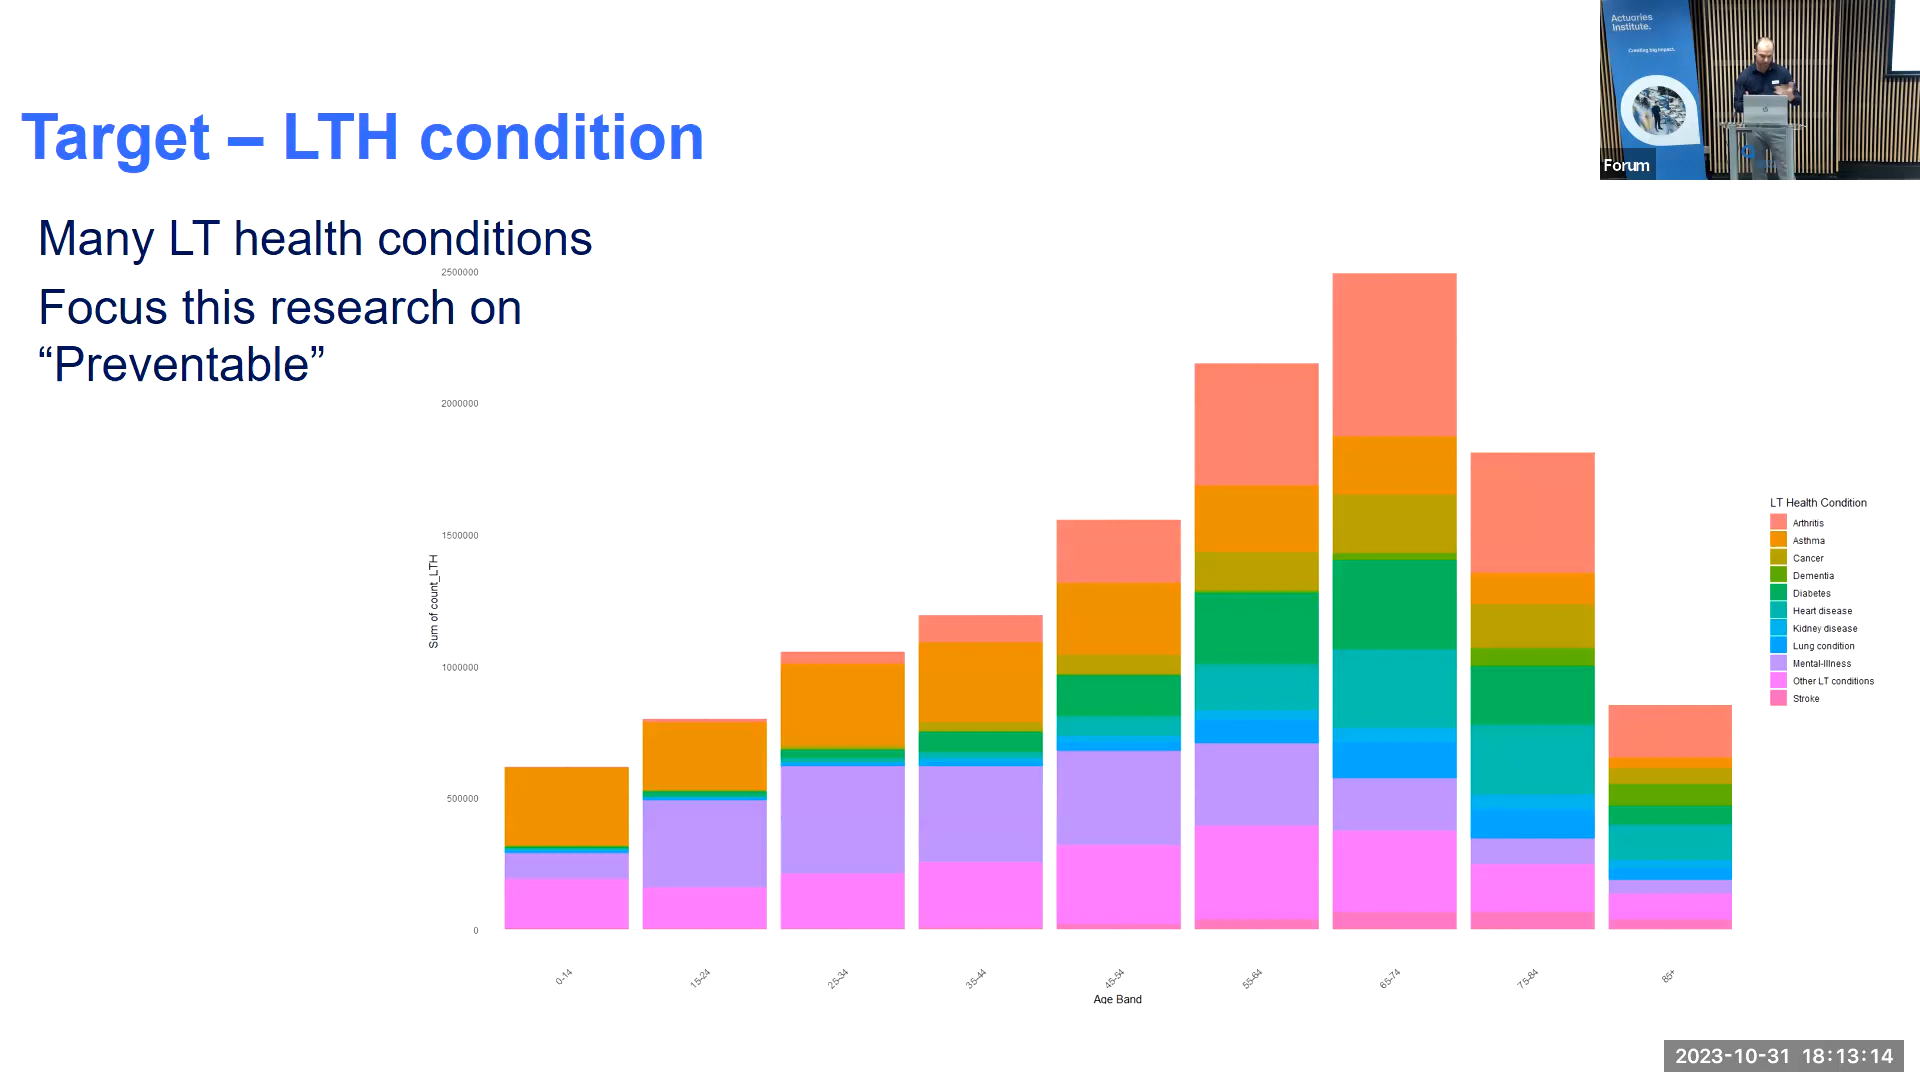 Actuaries
Institute.
Creating big impact.
Forum
Target – LTH condition
Many LT health conditions
Focus this research on
“Preventable”
2500000
2000000
1500000
1000000
500000
0
Sum of count_LTH
0-14
15-24
25-34
35-44
45-54
55-64
65-74
75-84
85+
Age Band
LT Health Condition
Arthritis
Asthma
Cancer
Dementia
Diabetes
Heart disease
Kidney disease
Lung condition
Mental-Illness
Other LT conditions
Stroke
2023-10-31 18:13:14